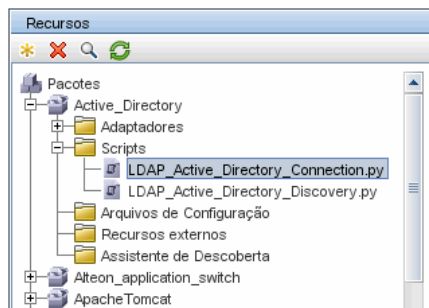 Recursos
Pacotes
Active_Directory
Adaptadores
Scripts
LDAP_Active_Directory_Connection.py
LDAP_Active_Directory_Discovery.py
Arquivos de Configuração
Recursos externos
Assistente de Descoberta
Alteon_application_switch
ApacheTomcat